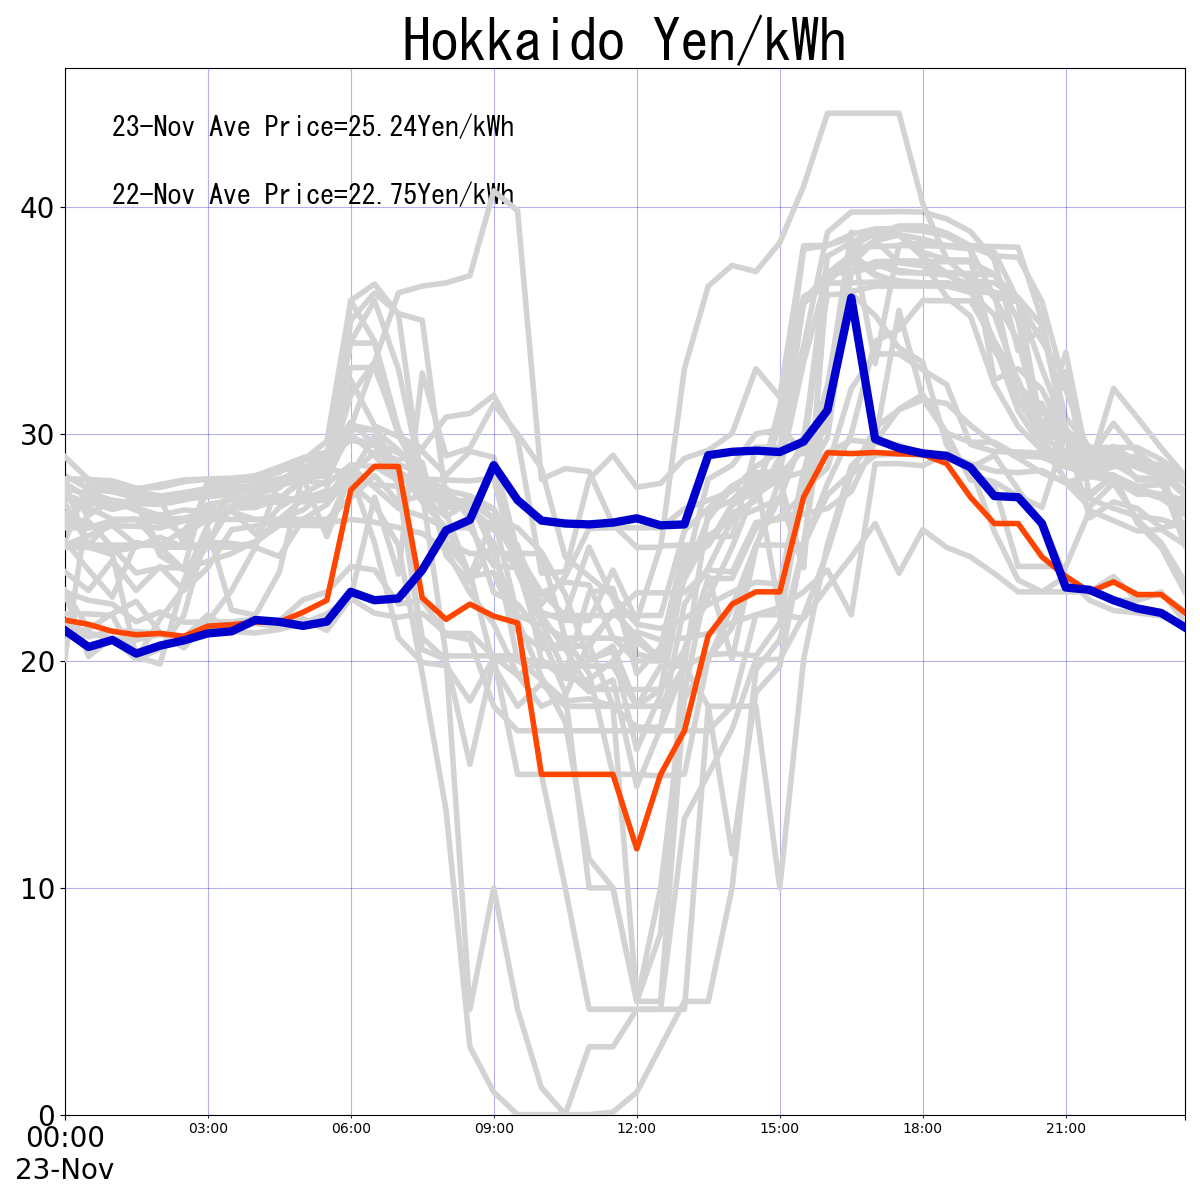 Hokkaido Yen/kWh
23-Nov Ave Price=25.24Yen/kWh
22-Nov Ave Price=22.75Yen/kWh
40
30
20
10
0
00:00 03:00 06:00 09:00 12:00 15:00 18:00 21:00
23-Nov